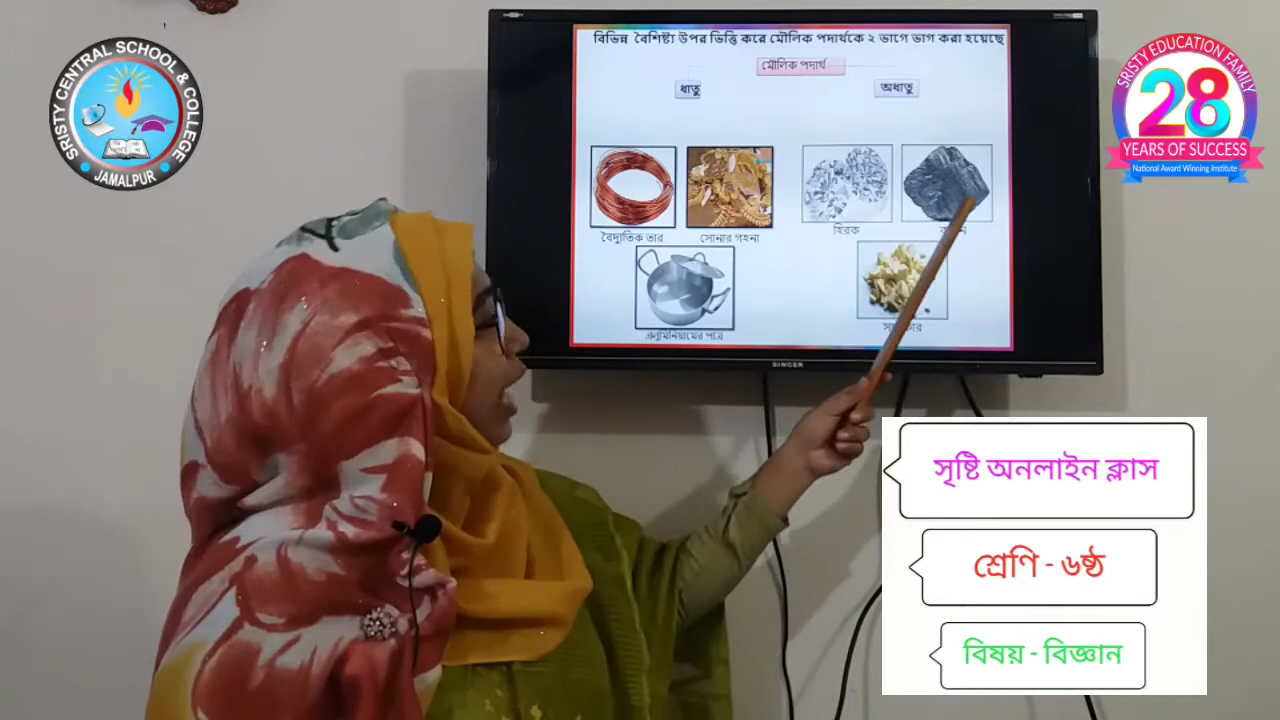 SRISTY CENTRAL SCHOOL & COLLEGE
JAMALPUR
বিভিন্ন বৈশিষ্ট্য উপর ভিত্তি করে মৌলিক পদার্থকে ২ ভাগে ভাগ করা হয়েছে
মৌলিক পদার্থ
ধাতু
অধাতু
বৈদ্যুতিক তার
সোনার গহনা
হিরক
এলুমিনিয়ামের পাত্র
SINGER
SRISTY EDUCATION FAMILY
28
YEARS OF SUCCESS
National Award Winning Institute
সৃষ্টি অনলাইন ক্লাস
শ্রেণি - ৬ষ্ঠ
বিষয় - বিজ্ঞান